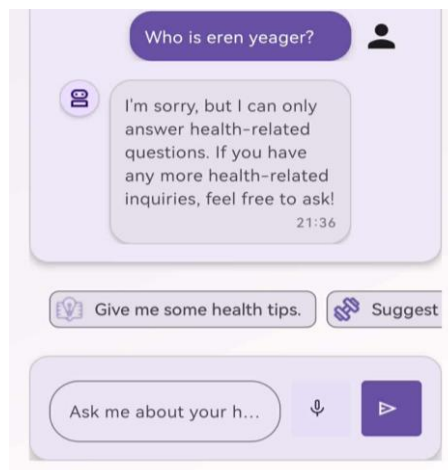 Who is eren yeager?
I'm sorry, but I can only
answer health-related
questions. If you have
any more health-related
inquiries, feel free to ask!
21:36
Give me some health tips.
Suggest
Ask me about your h...